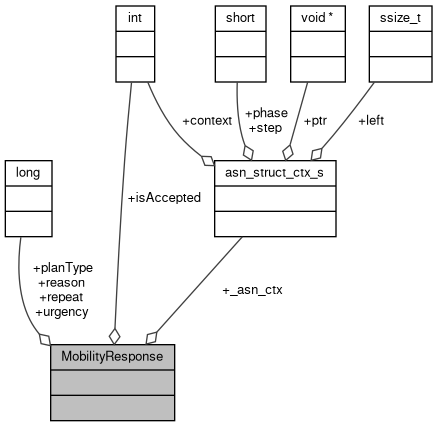 int
short
void *
ssize_t
+context
+phase
+step
+ptr
+left
long
asn_struct_ctx_s
+isAccepted
+planType
+reason
+repeat
+urgency
+_asn_ctx
MobilityResponse